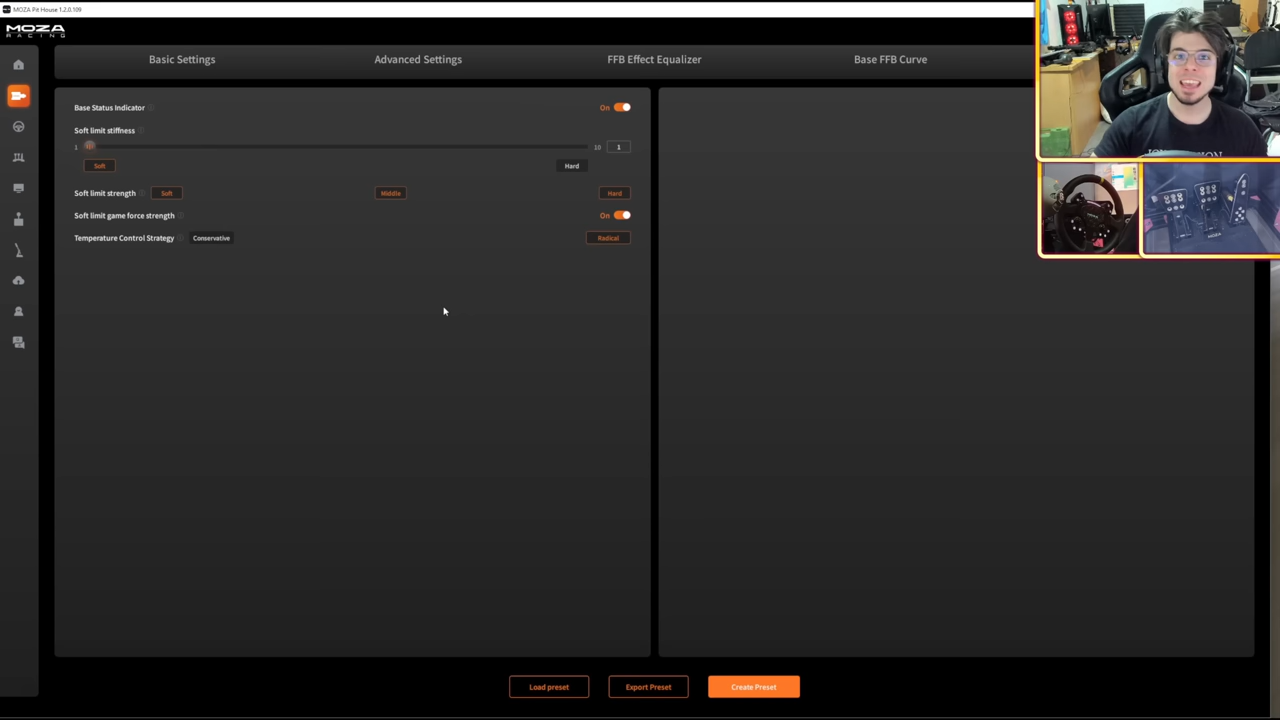 MOZA Pit House 1.2.0.109
MOZA
RACING
Basic Settings
Advanced Settings
FFB Effect Equalizer
Base FFB Curve
Base Status Indicator
On
Soft limit stiffness
1
10
1
Soft
Hard
Soft limit strength
Soft
Middle
Hard
Soft limit game force strength
On
Temperature Control Strategy
Conservative
Radical
Load preset
Export Preset
Create Preset